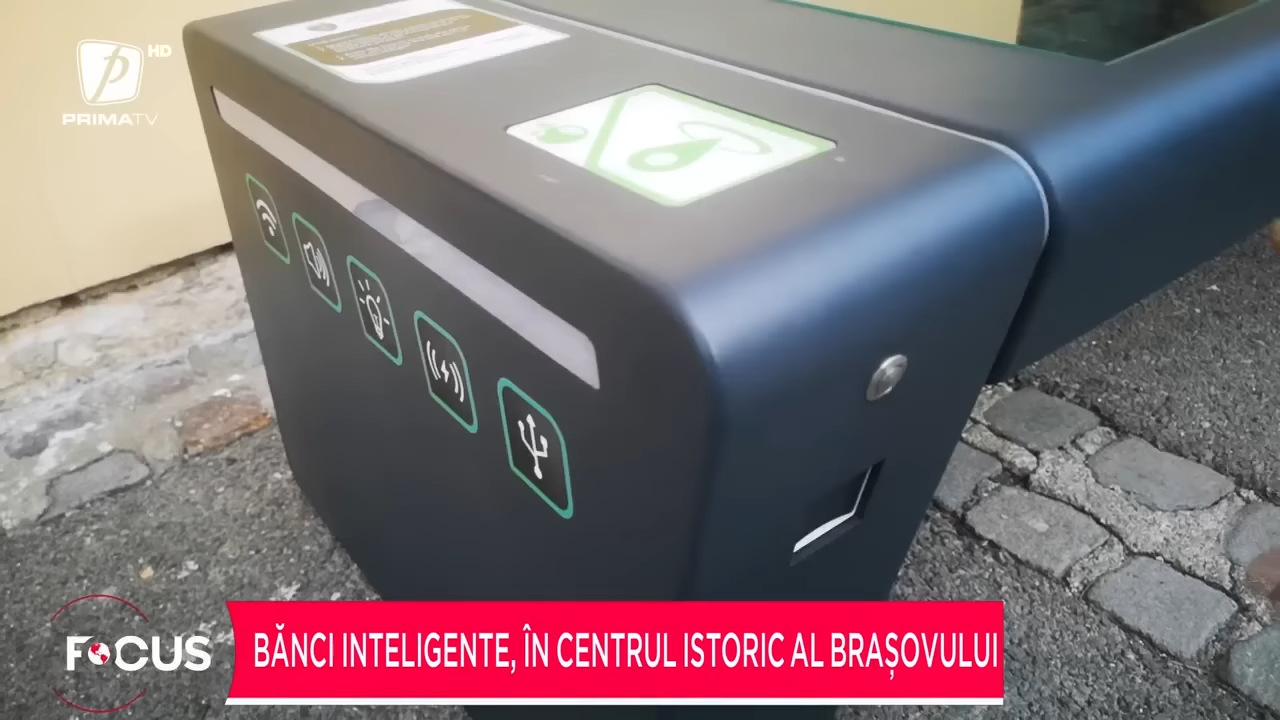 HD
PRIMATV
FOCUS
BĂNCI INTELIGENTE, ÎN CENTRUL ISTORIC AL BRAȘOVULUI